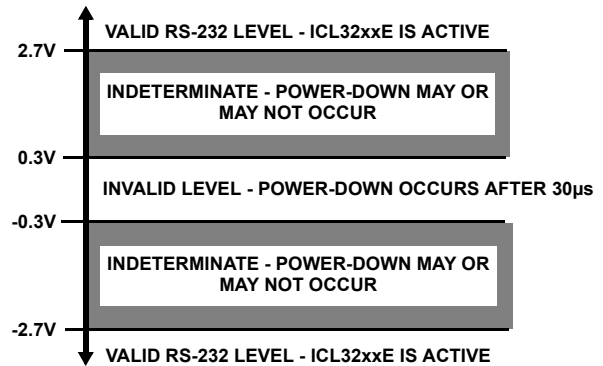 VALID RS-232 LEVEL - ICL32xxE IS ACTIVE
2.7V
INDETERMINATE - POWER-DOWN MAY OR
MAY NOT OCCUR
0.3V
INVALID LEVEL - POWER-DOWN OCCURS AFTER 30µs
-0.3V
INDETERMINATE - POWER-DOWN MAY OR
MAY NOT OCCUR
-2.7V
VALID RS-232 LEVEL - ICL32xxE IS ACTIVE